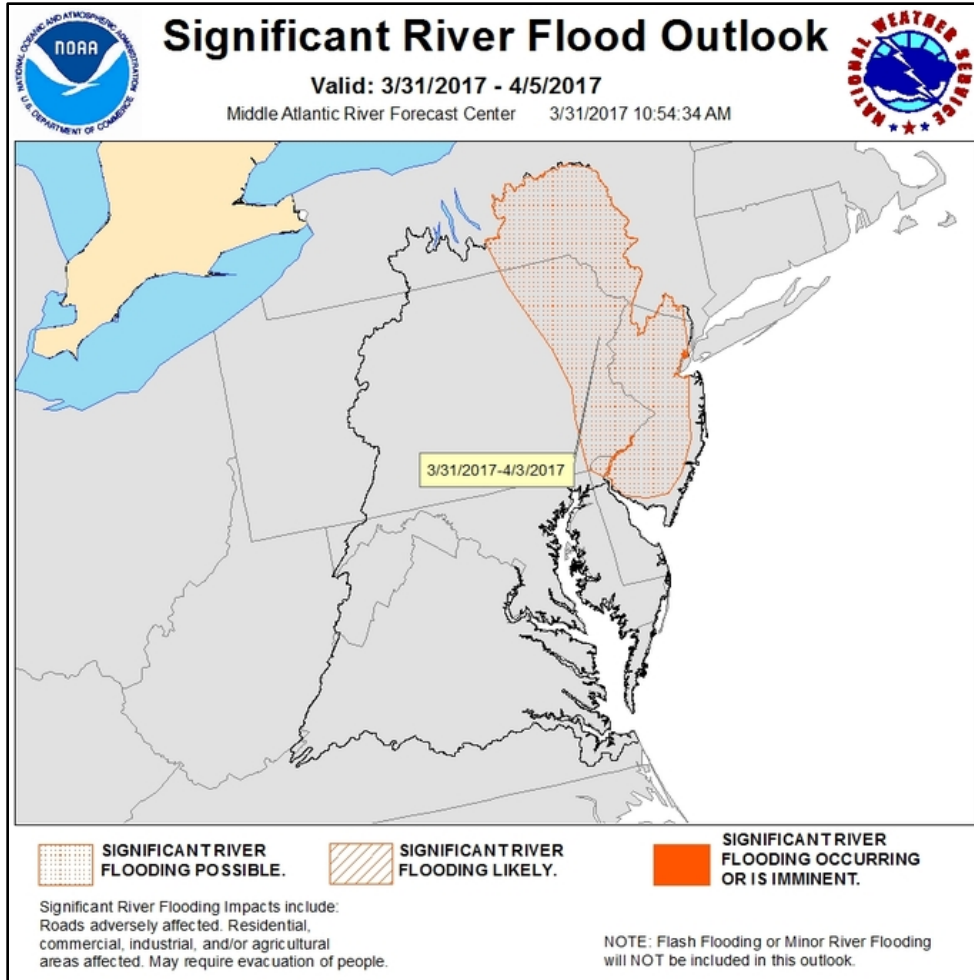 NATIONAL OCEANIC AND ATMOSPHERIC ADMINISTRATION
U.S. DEPARTMENT OF COMMERCE
NOAA
Significant River Flood Outlook
Valid: 3/31/2017 - 4/5/2017
Middle Atlantic River Forecast Center 3/31/2017 10:54:34 AM
NATIONAL WEATHER SERVICE
3/31/2017-4/3/2017
SIGNIFICANT RIVER
FLOODING POSSIBLE.
SIGNIFICANT RIVER
FLOODING LIKELY.
SIGNIFICANT RIVER
FLOODING OCCURRING
OR IS IMMINENT.
Significant River Flooding Impacts include:
Roads adversely affected. Residential,
commercial, industrial, and/or agricultural
areas affected. May require evacuation of people.
NOTE: Flash Flooding or Minor River Flooding
will NOT be included in this outlook.